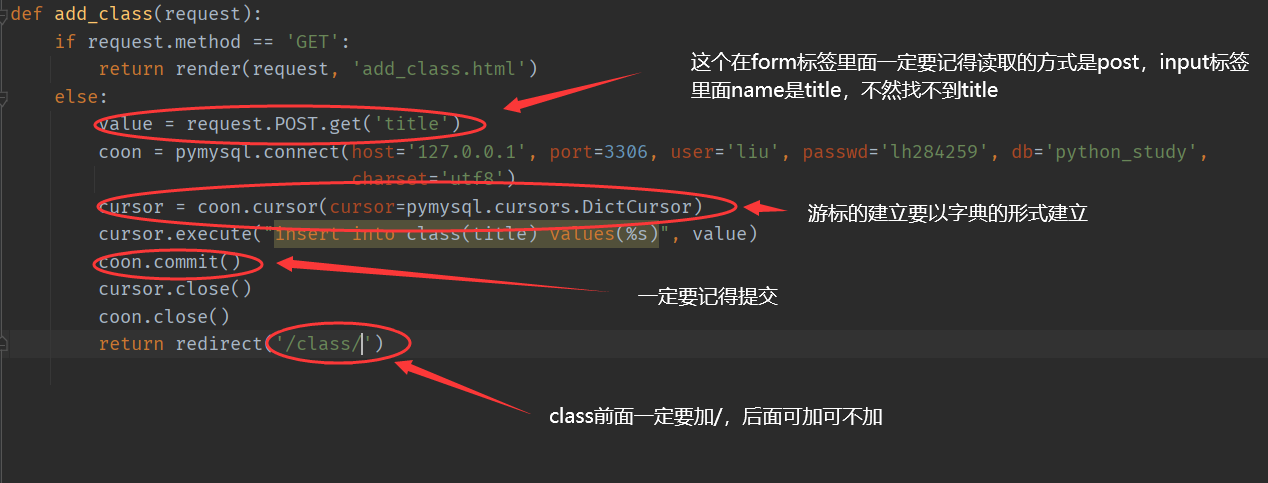 def add_class(request):
if request.method == 'GET':
return render(request, 'add_class.html')
这个在form标签里面一定要记得读取的方式是post，input标签
里面name是title，不然找不到title
else:
value = request.POST.get('title')
coon = pymysql.connect(host='127.0.0.1', port=3306, user='liu', passwd='lh284259', db='python_study',
charset='utf8')
cursor = coon.cursor(cursor=pymysql.cursors.DictCursor)
游标的建立要以字典的形式建立
cursor.execute("insert into class(title) values(%s)", value)
coon.commit()
一定要记得提交
cursor.close()
coon.close()
return redirect('/class/')
class前面一定要加/，后面可加可不加